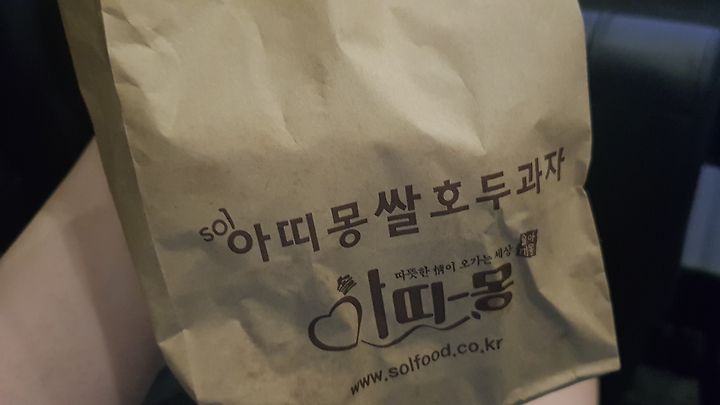 sol 아띠몽쌀호두과자
따뜻한 情이 오가는 세상
아띠-몽
www.solfood.co.kr